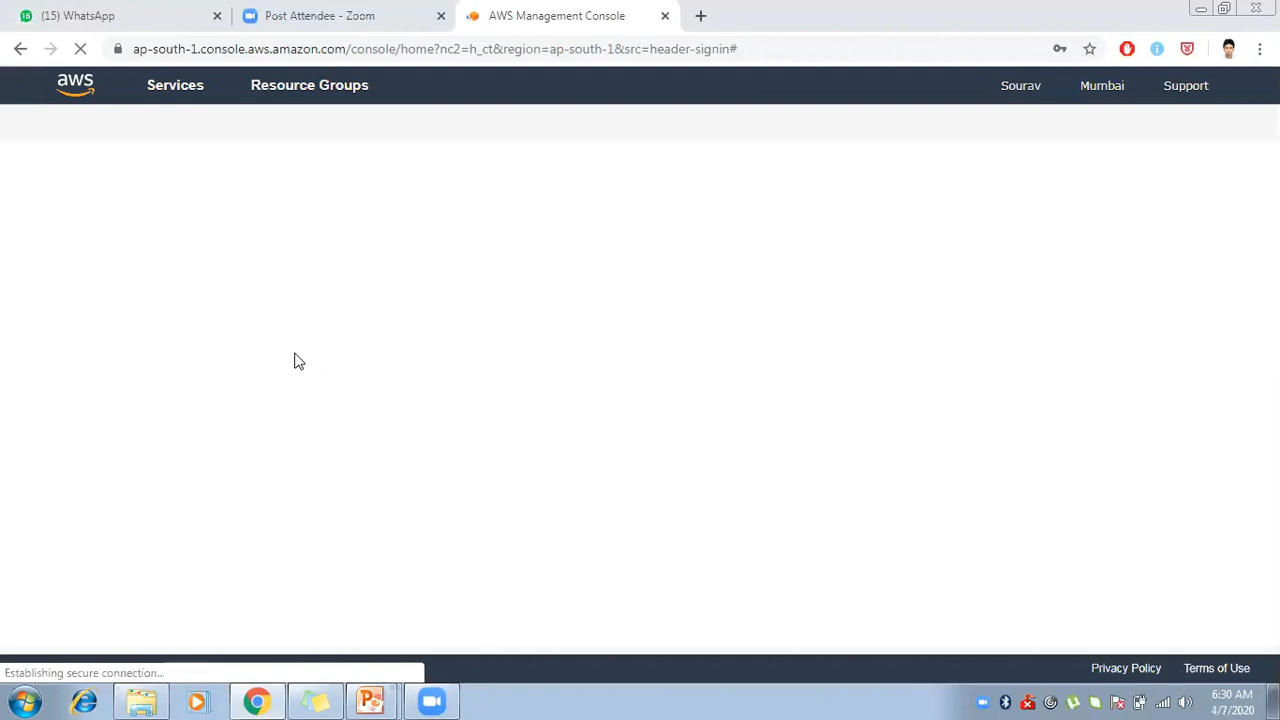 (15) WhatsApp
Post Attendee - Zoom
AWS Management Console
ap-south-1.console.aws.amazon.com/console/home?nc2=h_ct&region=ap-south-1&src=header-signin#
aws
Services
Resource Groups
Sourav
Mumbai
Support
Establishing secure connection...
Privacy Policy
Terms of Use
6:30 AM
4/7/2020